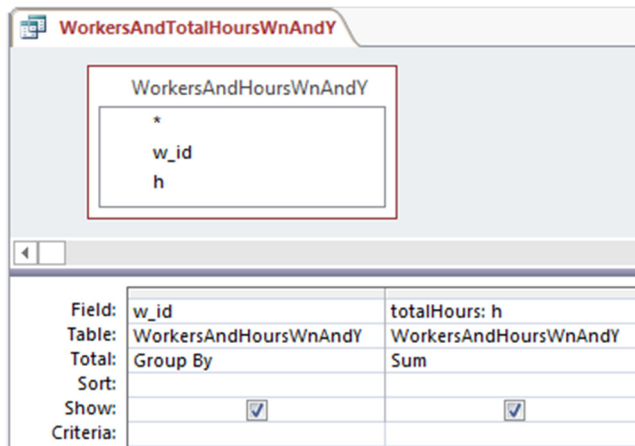 WorkersAndTotalHoursWnAndY
WorkersAndHoursWnAndY
*
w_id
h
Field: w_id totalHours: h
Table: WorkersAndHoursWnAndY WorkersAndHoursWnAndY
Total: Group By Sum
Sort:
Show:
Criteria: